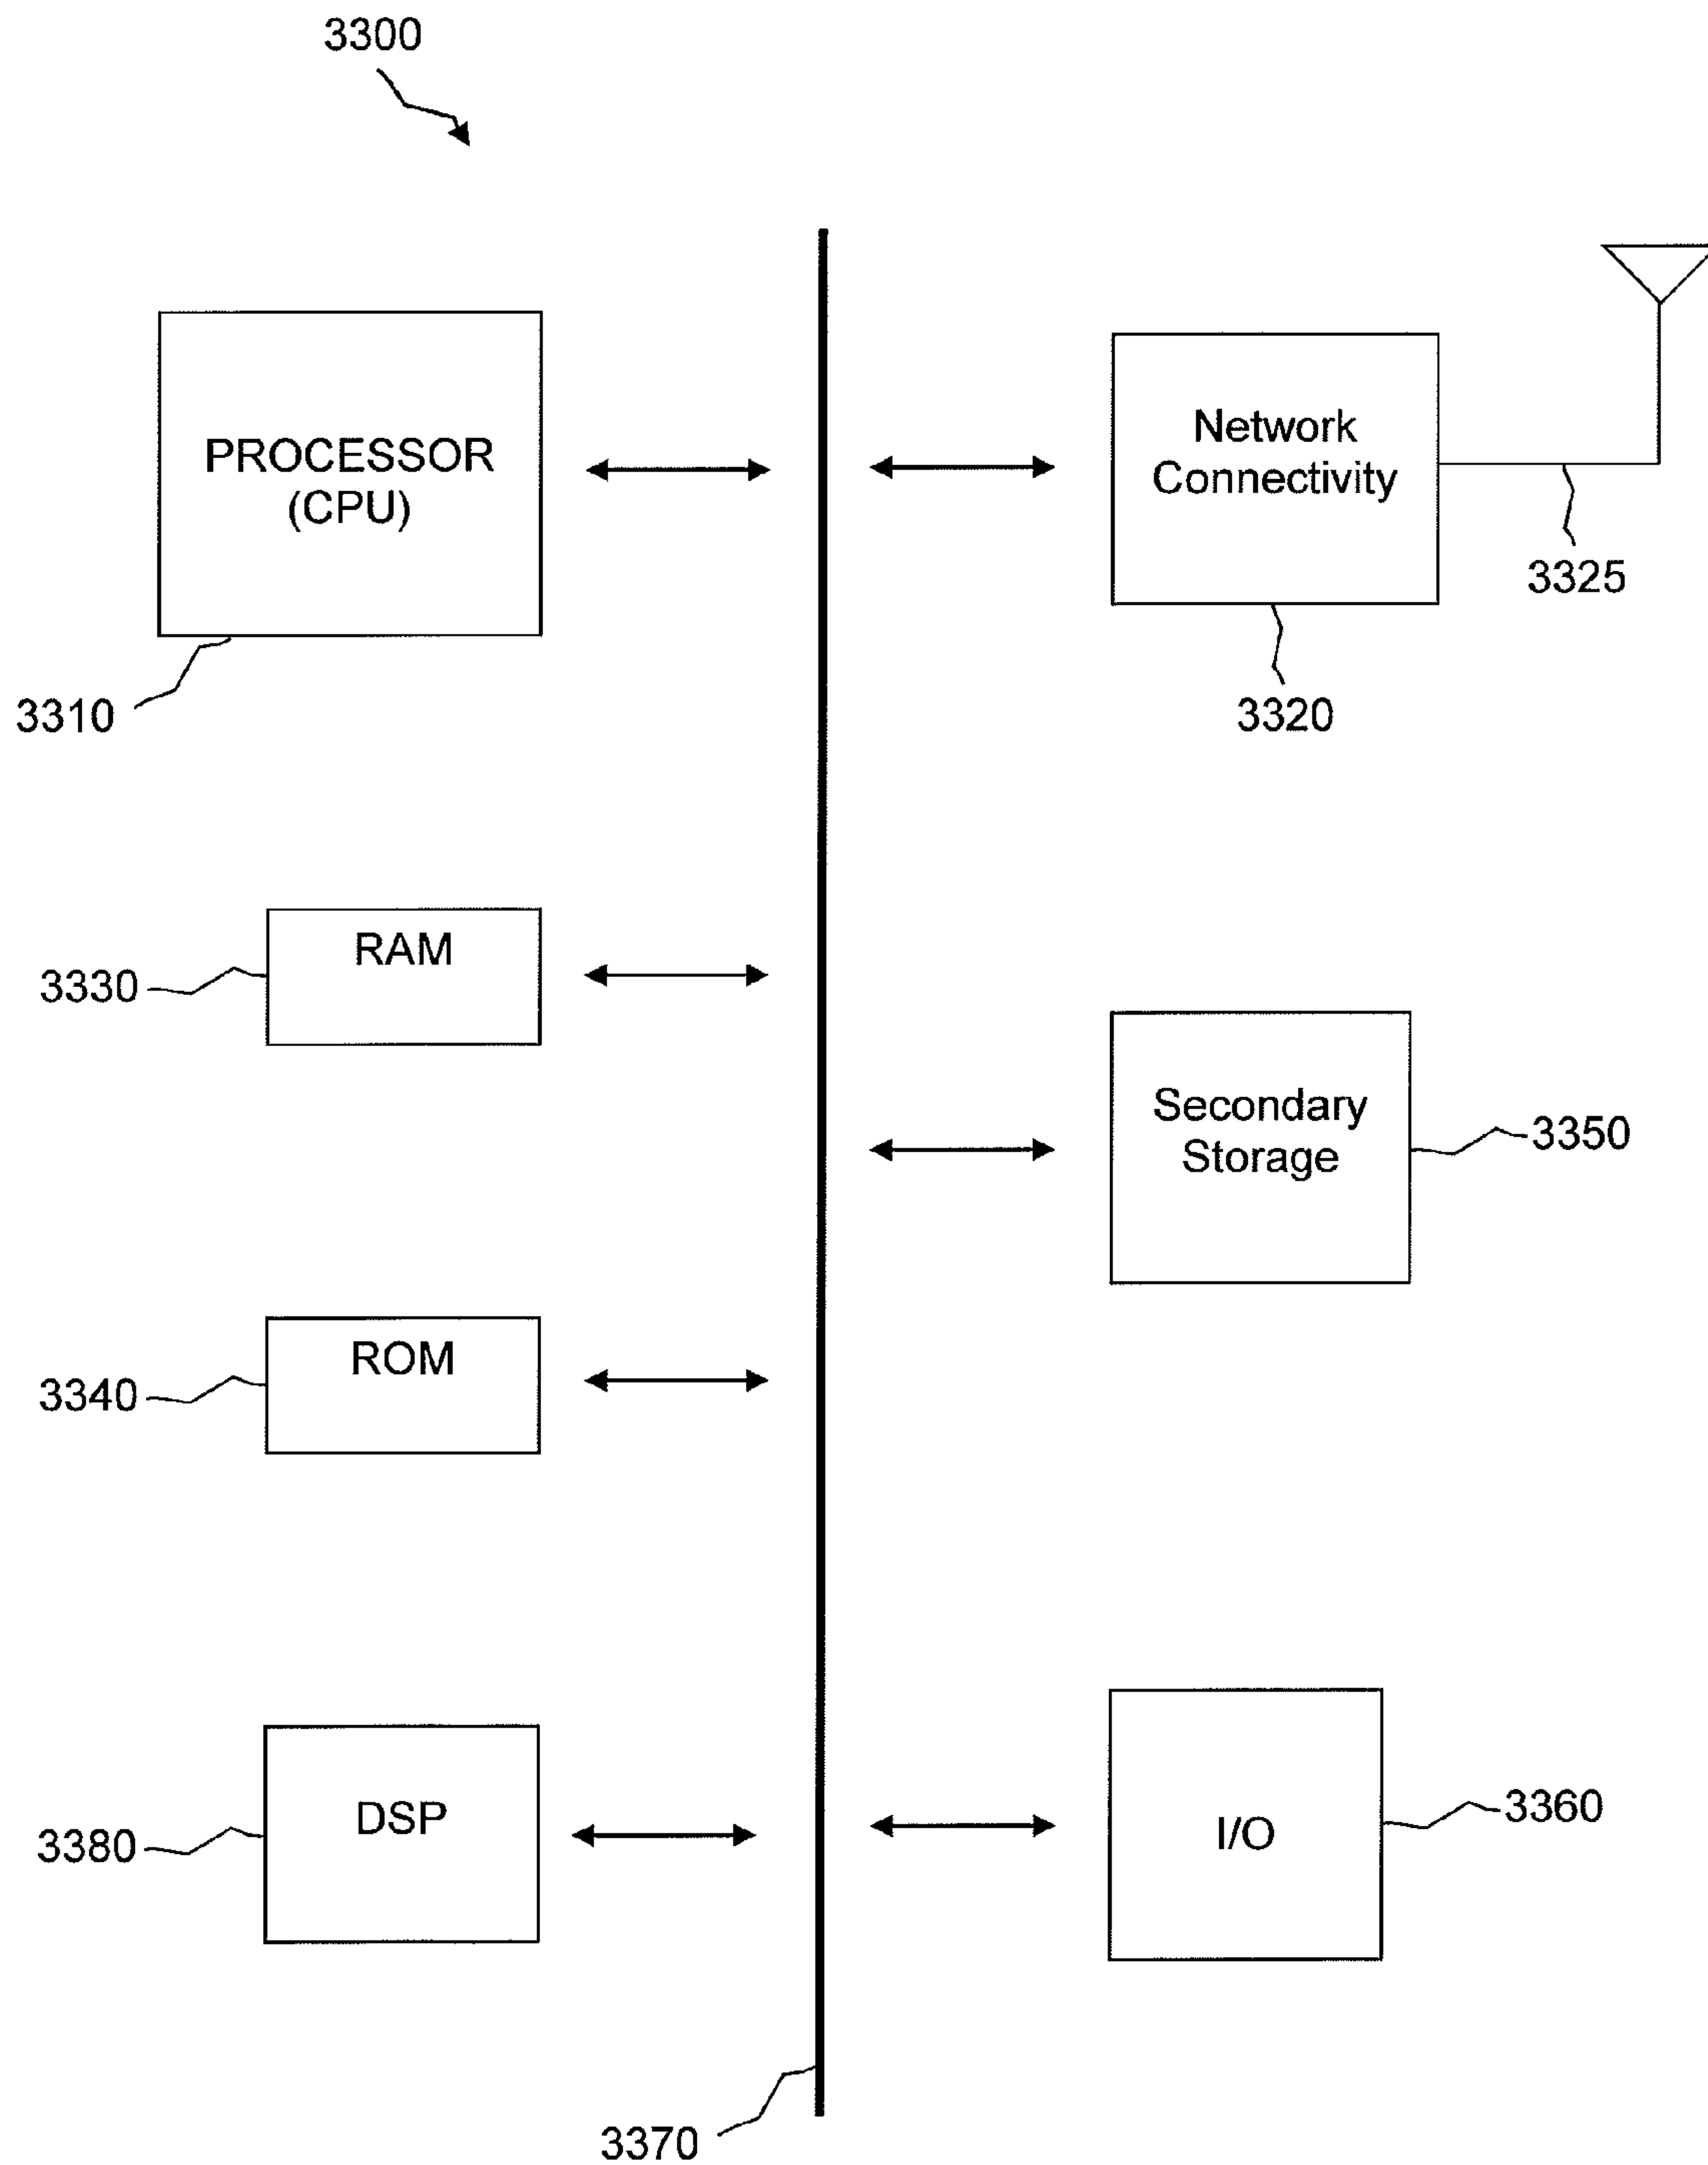 3300
PROCESSOR
(CPU)
3310
Network
Connectivity
3325
3320
RAM
3330
Secondary
Storage
3350
ROM
3340
DSP
3380
I/O
3360
3370